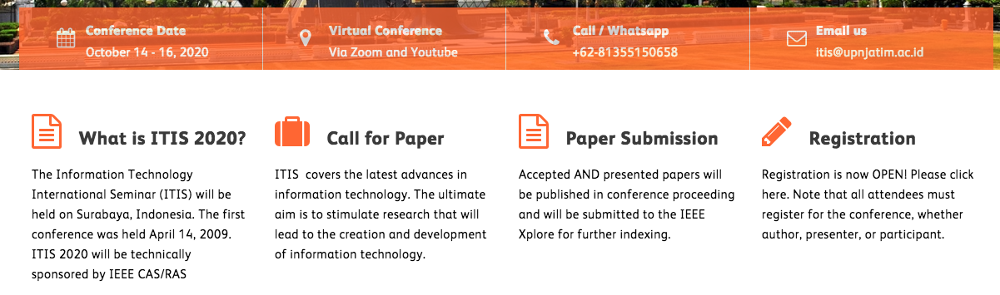 Conference Date
October 14 - 16, 2020
Virtual Conference
Via Zoom and Youtube
Call / Whatsapp
+62-81355150658
Email us
itis@upnjatim.ac.id
What is ITIS 2020?
The Information Technology
International Seminar (ITIS) will be
held on Surabaya, Indonesia. The first
conference was held April 14, 2009.
ITIS 2020 will be technically
sponsored by IEEE CAS/RAS
Call for Paper
ITIS  covers the latest advances in
information technology. The ultimate
aim is to stimulate research that will
lead to the creation and development
of information technology.
Paper Submission
Accepted AND presented papers will
be published in conference proceeding
and will be submitted to the IEEE
Xplore for further indexing.
Registration
Registration is now OPEN! Please click
here. Note that all attendees must
register for the conference, whether
author, presenter, or participant.